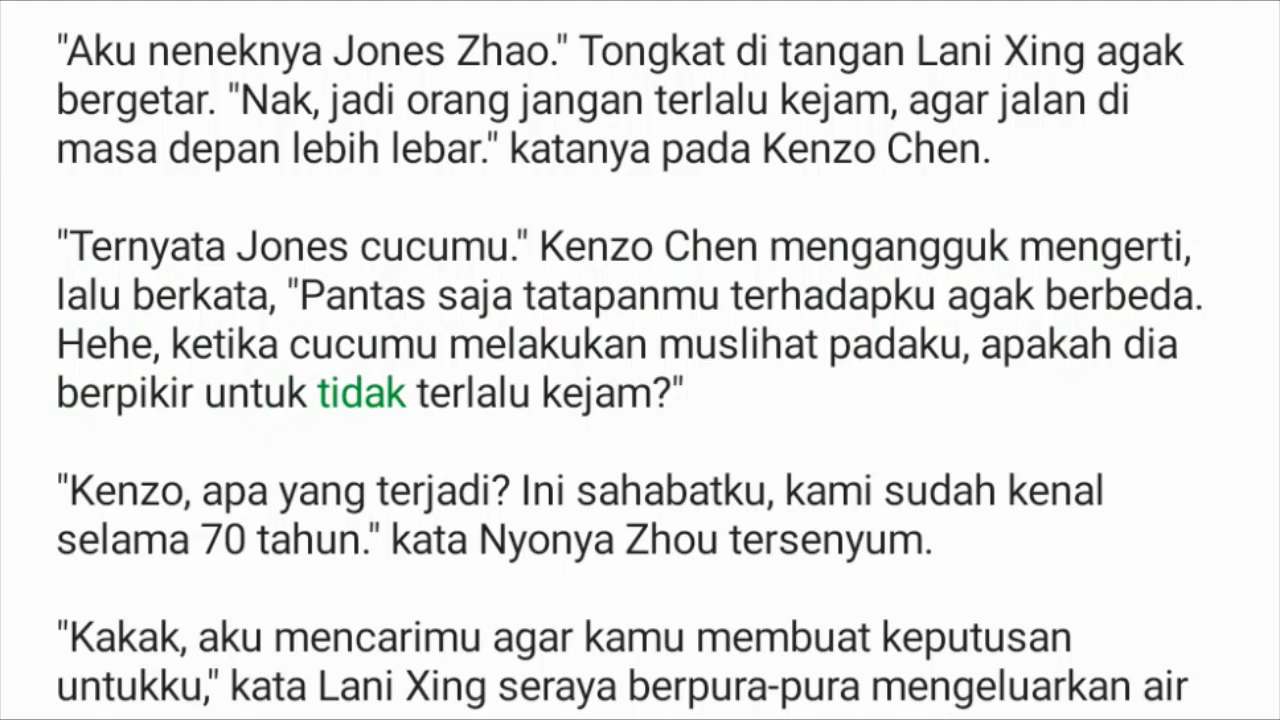 "Aku neneknya Jones Zhao." Tongkat di tangan Lani Xing agak
bergetar. "Nak, jadi orang jangan terlalu kejam, agar jalan di
masa depan lebih lebar." katanya pada Kenzo Chen.
"Ternyata Jones cucumu." Kenzo Chen mengangguk mengerti,
lalu berkata, "Pantas saja tatapanmu terhadapku agak berbeda.
Hehe, ketika cucumu melakukan muslihat padaku, apakah dia
berpikir untuk tidak terlalu kejam?"
"Kenzo, apa yang terjadi? Ini sahabatku, kami sudah kenal
selama 70 tahun." kata Nyonya Zhou tersenyum.
"Kakak, aku mencarimu agar kamu membuat keputusan
untukku," kata Lani Xing seraya berpura-pura mengeluarkan air